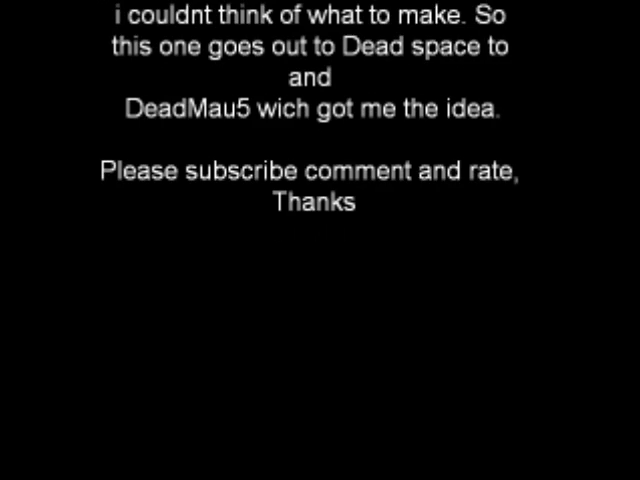 i couldnt think of what to make. So
this one goes out to Dead space to
and
DeadMau5 wich got me the idea.
Please subscribe comment and rate,
Thanks